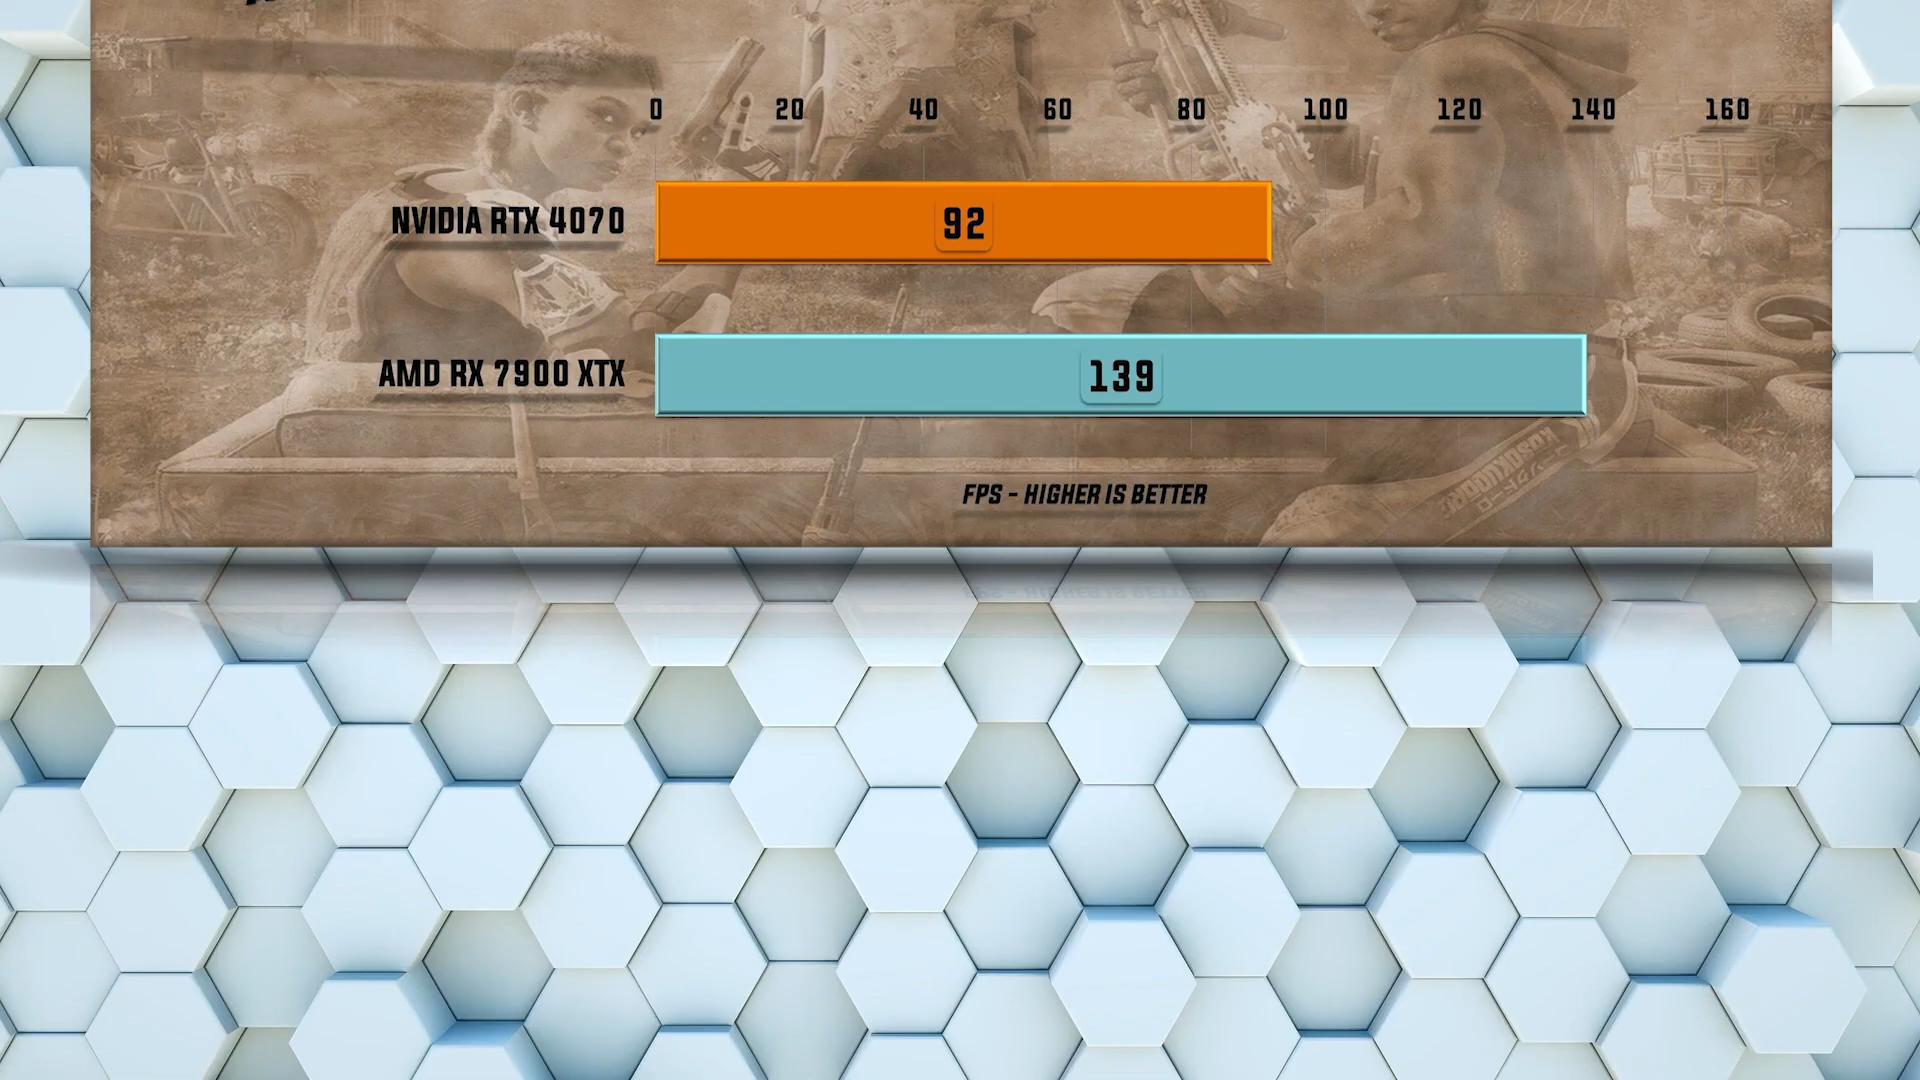 0 20 40 60 80 100 120 140 160
NVIDIA RTX 4070 92
AMD RX 7900 XTX 139
FPS - HIGHER IS BETTER